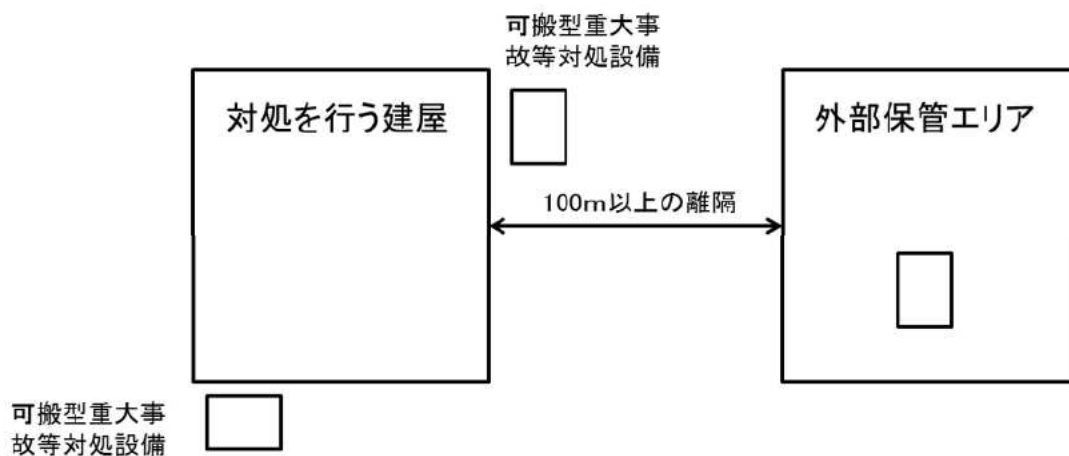 可搬型重大事
故等対処設備
対処を行う建屋
外部保管エリア
100m以上の離隔
可搬型重大事
故等対処設備